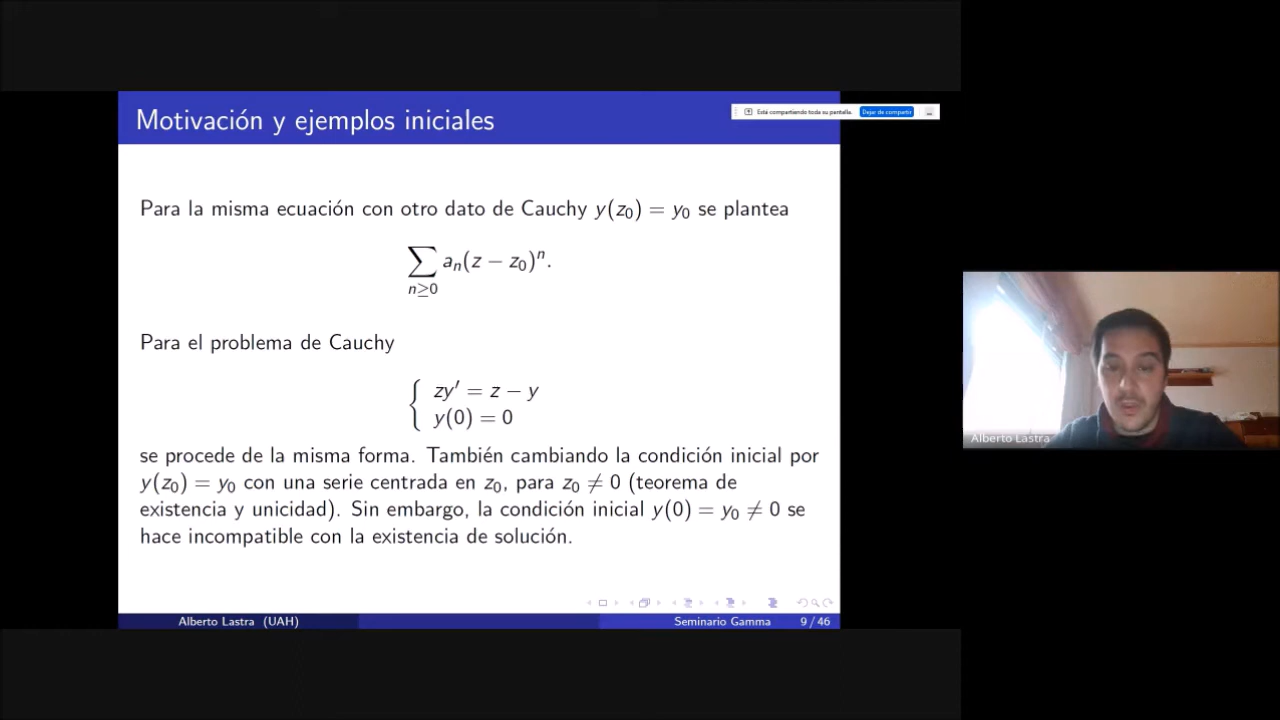 Motivación y ejemplos iniciales
Está compartiendo toda su pantalla.
Dejar de compartir
Para la misma ecuación con otro dato de Cauchy y(z₀) = y₀ se plantea
∑ aₙ(z − z₀)ⁿ.
n≥0
Para el problema de Cauchy
{ zy′ = z − y
y(0) = 0
se procede de la misma forma. También cambiando la condición inicial por
y(z₀) = y₀ con una serie centrada en z₀, para z₀ ≠ 0 (teorema de
existencia y unicidad). Sin embargo, la condición inicial y(0) = y₀ ≠ 0 se
hace incompatible con la existencia de solución.
Alberto Lastra
Alberto Lastra (UAH)
Seminario Gamma
9 / 46